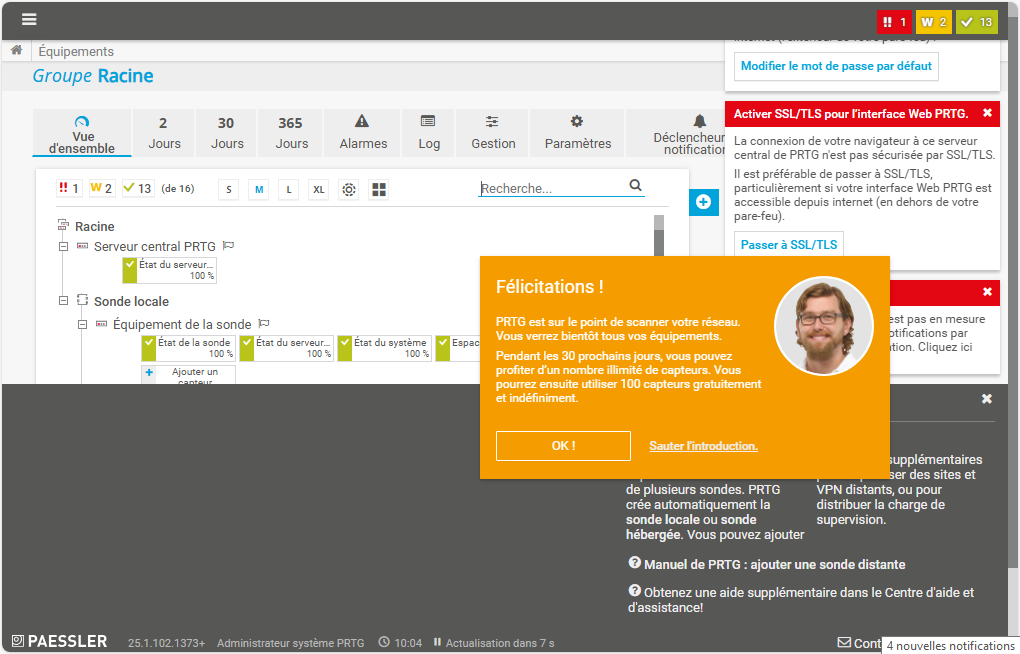 1
W 2
13
Équipements
Groupe Racine
Modifier le mot de passe par défaut
Vue
d'ensemble
2
Jours
30
Jours
365
Jours
Alarmes
Log
Gestion
Paramètres
Déclencheur
notification
Activer SSL/TLS pour l'interface Web PRTG.
La connexion de votre navigateur à ce serveur
central de PRTG n'est pas sécurisée par SSL/TLS.
Il est préférable de passer à SSL/TLS,
particulièrement si votre interface Web PRTG est
accessible depuis internet (en dehors de votre
pare-feu).
Passer à SSL/TLS
!! 1 W 2 13 (de 16) S M L XL
Recherche...
Racine
Serveur central PRTG
État du serveur...
100 %
Sonde locale
Équipement de la sonde
État de la sonde
100 %
État du serveur...
100 %
État du système
100 %
Espac
Ajouter un
capteur
Félicitations !
PRTG est sur le point de scanner votre réseau.
Vous verrez bientôt tous vos équipements.
Pendant les 30 prochains jours, vous pouvez
profiter d'un nombre illimité de capteurs. Vous
pourrez ensuite utiliser 100 capteurs gratuitement
et indéfiniment.
OK !
Sauter l'introduction.
est pas en mesure
otifications par
tion. Cliquez ici
de plusieurs sondes. PRTG
crée automatiquement la
sonde locale ou sonde
hébergée. Vous pouvez ajouter
supplémentaires
ser des sites et
VPN distants, ou pour
distribuer la charge de
supervision.
Manuel de PRTG : ajouter une sonde distante
Obtenez une aide supplémentaire dans le Centre d'aide et
d'assistance!
PAESSLER
25.1.102.1373+
Administrateur système PRTG
10:04
Actualisation dans 7 s
Cont
4 nouvelles notifications